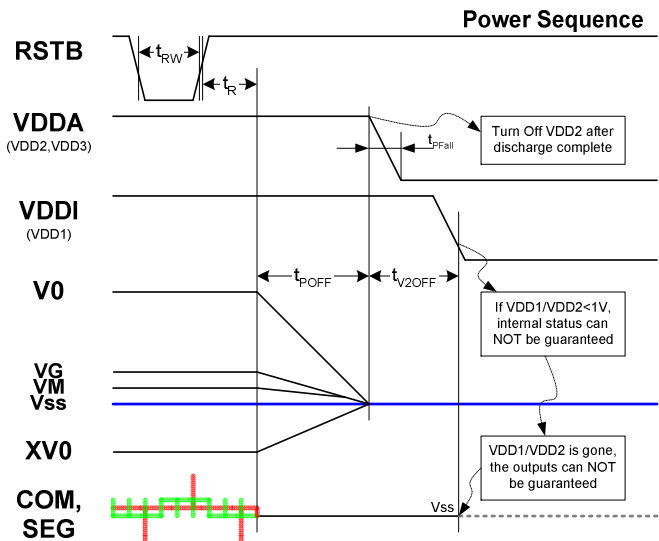 Power Sequence
RSTB
tRW
tR
VDDA
(VDD2,VDD3)
tPFall
Turn Off VDD2 after
discharge complete
VDDI
(VDD1)
tPOFF
tV2OFF
V0
If VDD1/VDD2<1V,
internal status can
NOT be guaranteed
VG
VM
Vss
XV0
VDD1/VDD2 is gone,
the outputs can NOT
be guaranteed
COM,
SEG
Vss